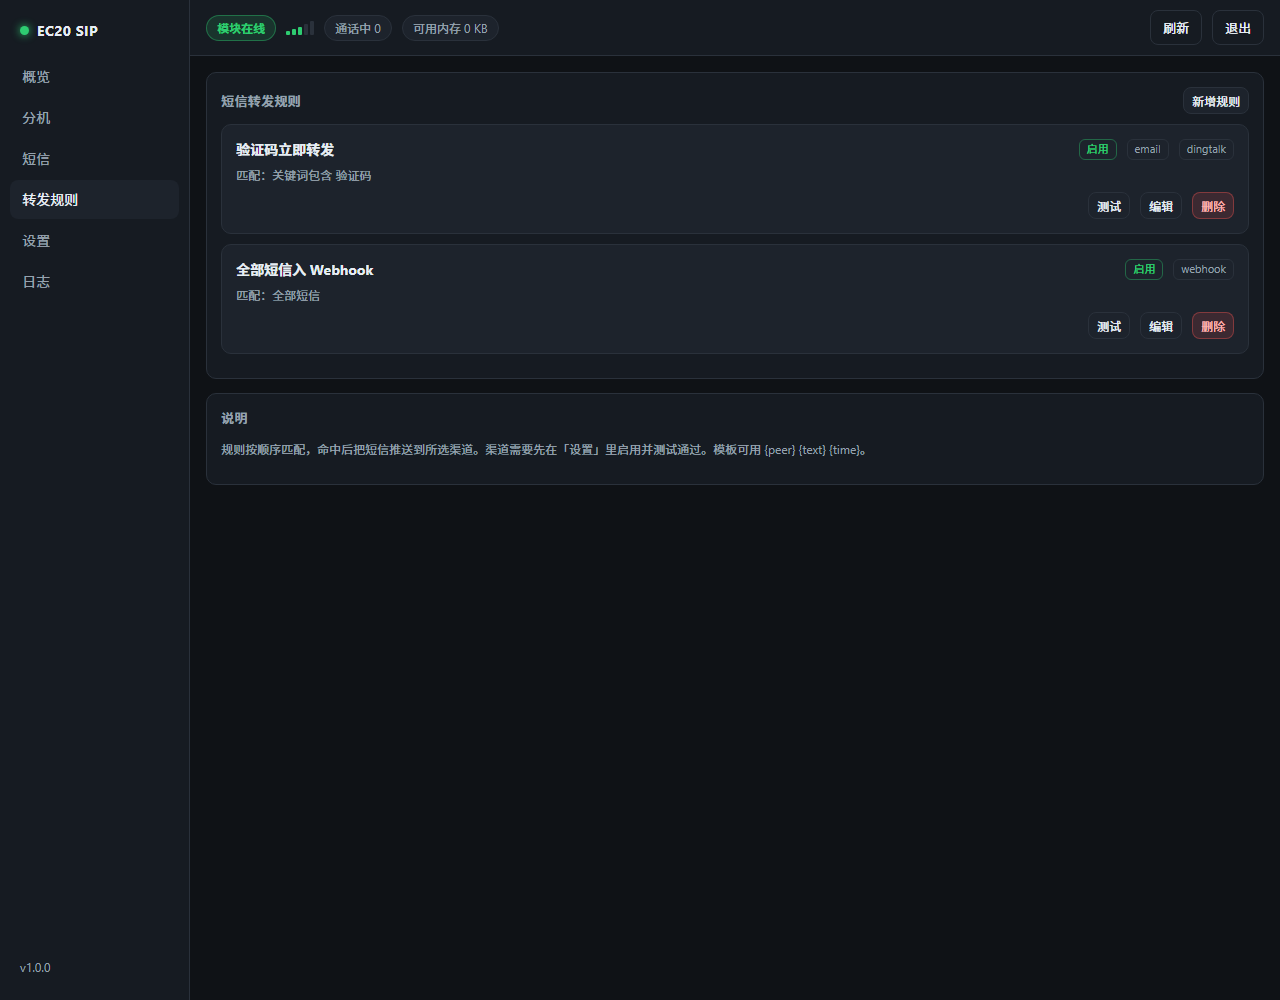 EC20 SIP
概览
分机
短信
转发规则
设置
日志
v1.0.0
模块在线
通话中 0
可用内存 0 KB
刷新
退出
短信转发规则
新增规则
验证码立即转发
启用
email
dingtalk
匹配：关键词包含 验证码
测试
编辑
删除
全部短信入 Webhook
启用
webhook
匹配：全部短信
测试
编辑
删除
说明
规则按顺序匹配，命中后把短信推送到所选渠道。渠道需要先在「设置」里启用并测试通过。模板可用 {peer} {text} {time}。